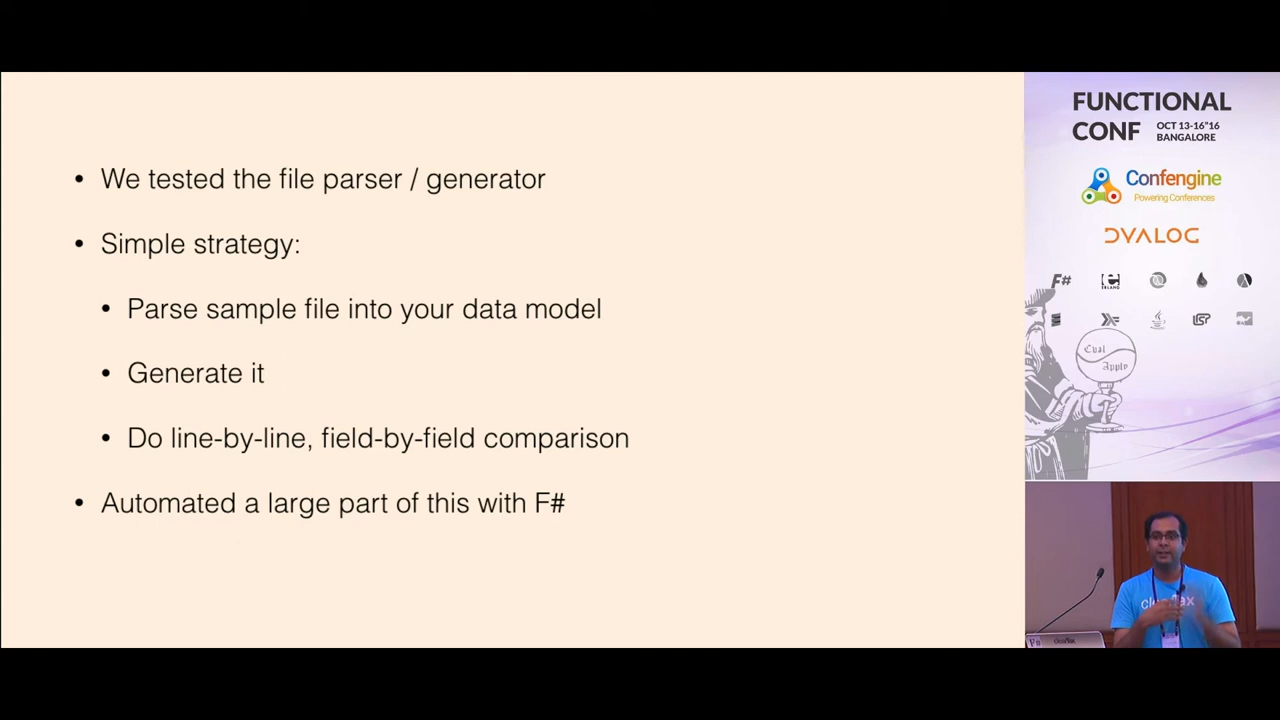 We tested the file parser / generator
Simple strategy:
Parse sample file into your data model
Generate it
Do line-by-line, field-by-field comparison
Automated a large part of this with F#
FUNCTIONAL
CONF
OCT 13-16"16
BANGALORE
Confengine
Powering Conferences
DYALOG
F#
ERLANG
Eval
Apply